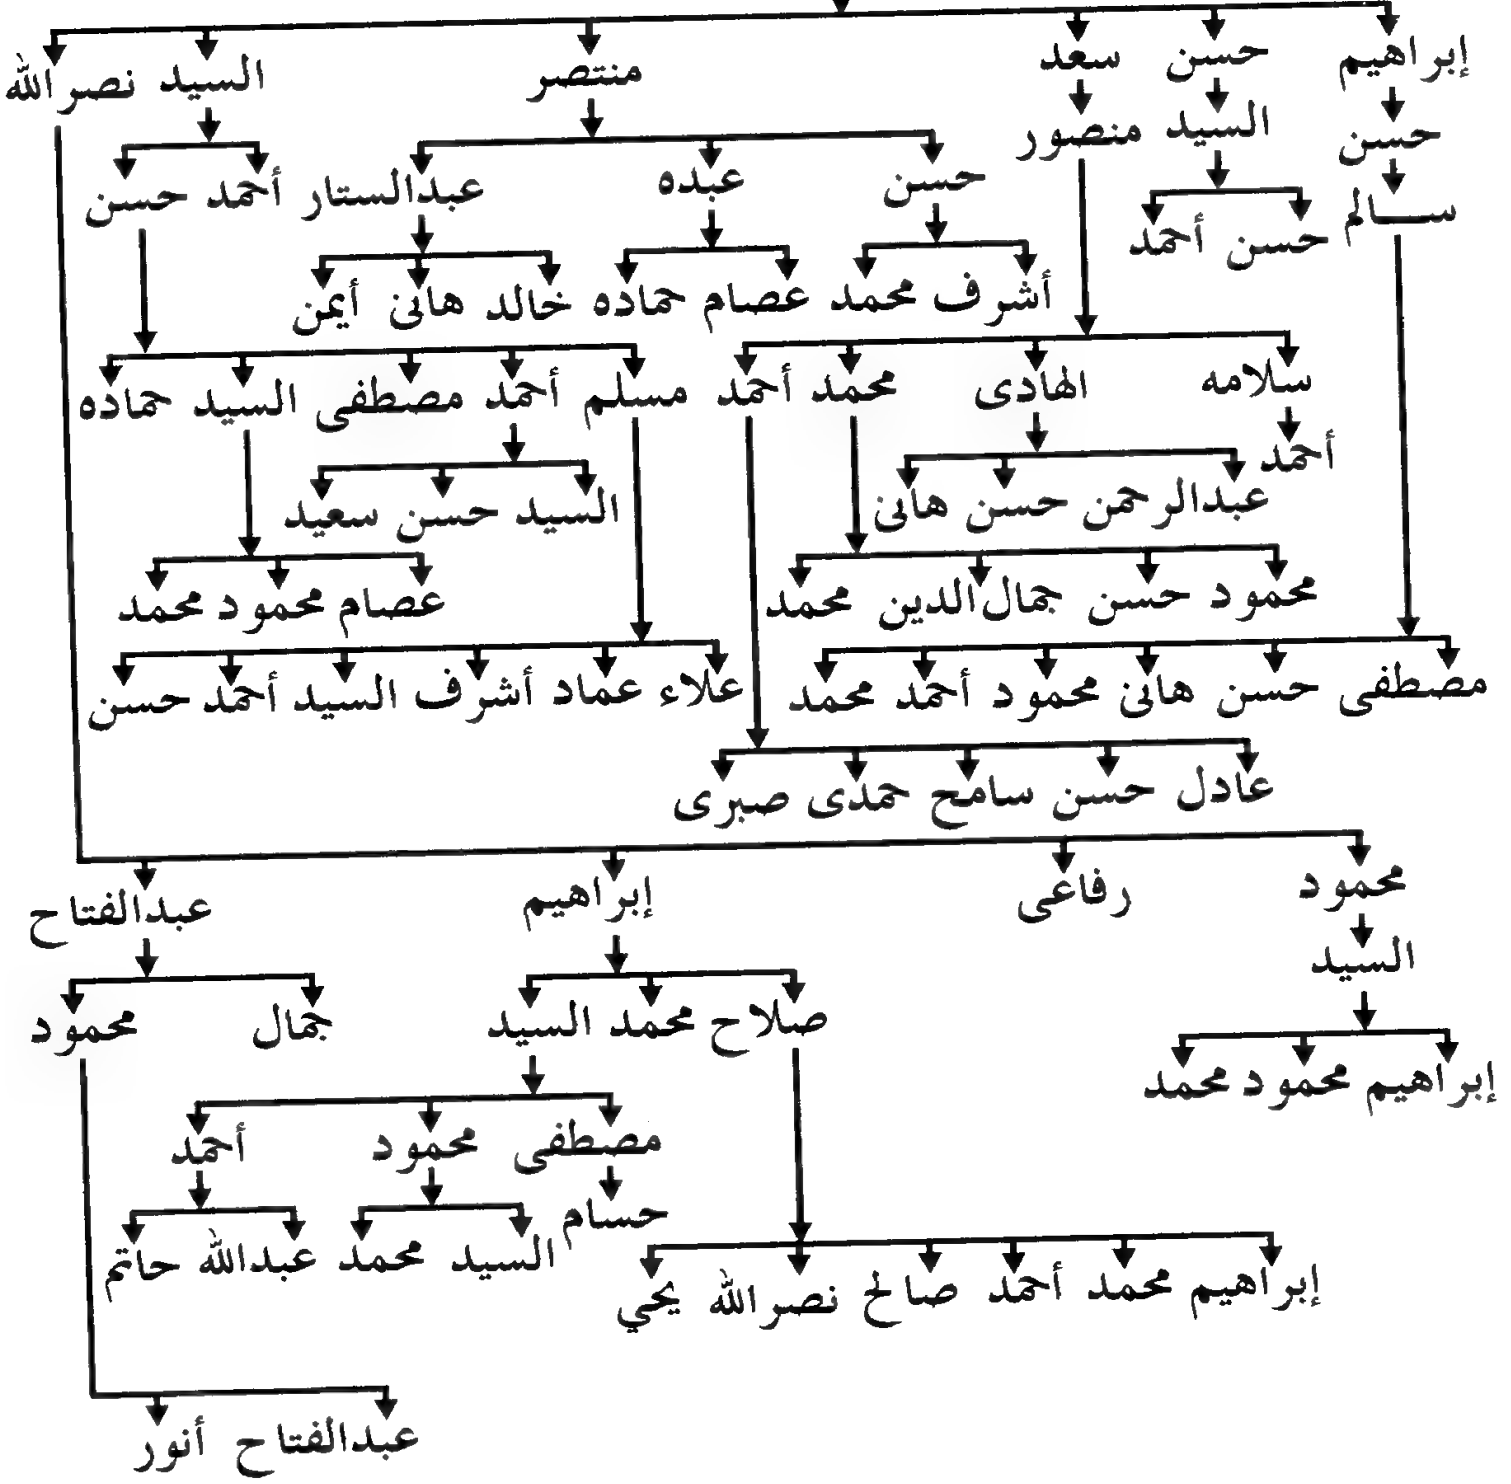 إبراهيم حسن سعد منتصر السيد نصرالله
حسن السيد منصور
حسن عبده عبدالستار أحمد حسن
سالم حسن أحمد
أشرف محمد عصام حماده خالد هانى أيمن
سلامه الهادى محمد أحمد مسلم أحمد مصطفى السيد حماده
أحمد
عبدالرحمن حسن هانى السيد حسن سعيد
محمود حسن جمال الدين محمد عصام محمود محمد
مصطفى حسن هانى محمود أحمد محمد علاء عماد أشرف السيد أحمد حسن
عادل حسن سامح حمدى صبرى
محمود رفاعى إبراهيم عبدالفتاح
السيد
صلاح محمد السيد جمال محمود
إبراهيم محمود محمد
مصطفى محمود أحمد
حسام
السيد محمد عبدالله حاتم
إبراهيم محمد أحمد صالح نصرالله يحي
عبدالفتاح أنور